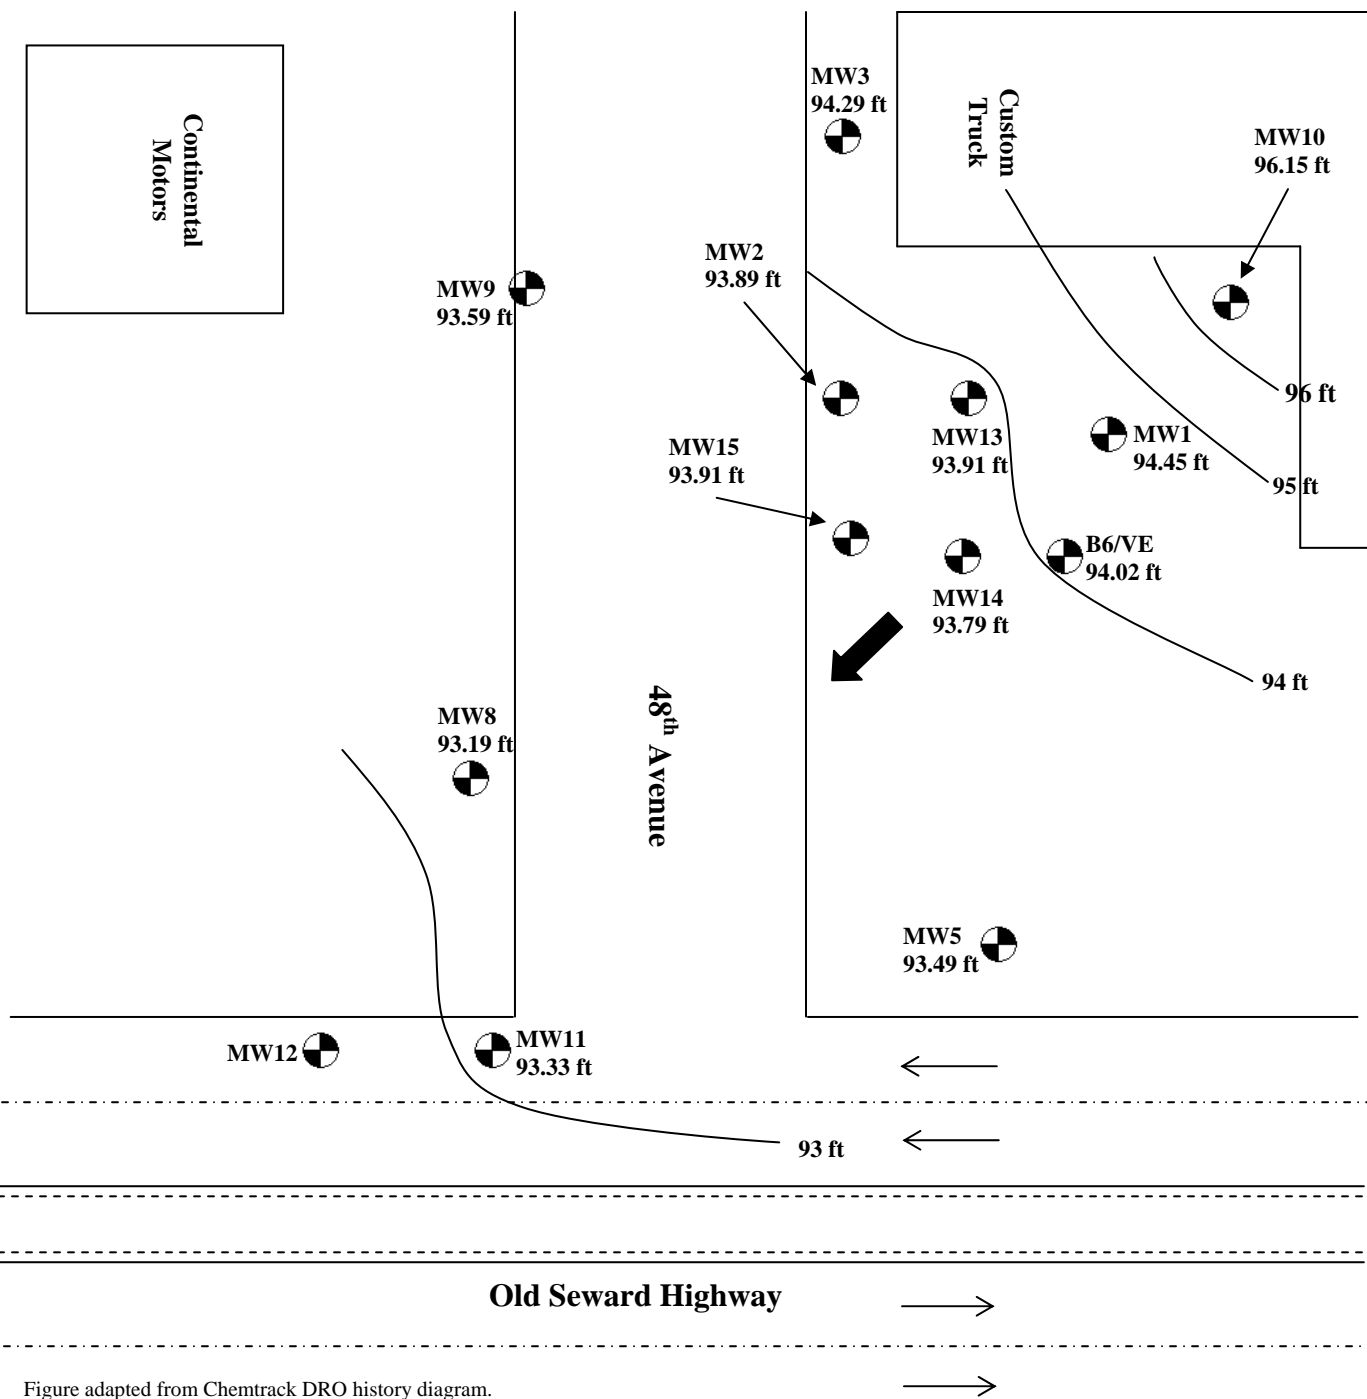 MW3
94.29 ft
Custom
Truck
MW10
96.15 ft
Continental
Motors
MW2
93.89 ft
MW9
93.59 ft
96 ft
MW13
93.91 ft
MW1
94.45 ft
MW15
93.91 ft
95 ft
B6/VE
94.02 ft
MW14
93.79 ft
94 ft
48th Avenue
MW8
93.19 ft
MW5
93.49 ft
MW12
MW11
93.33 ft
93 ft
Old Seward Highway
Figure adapted from Chemtrack DRO history diagram.